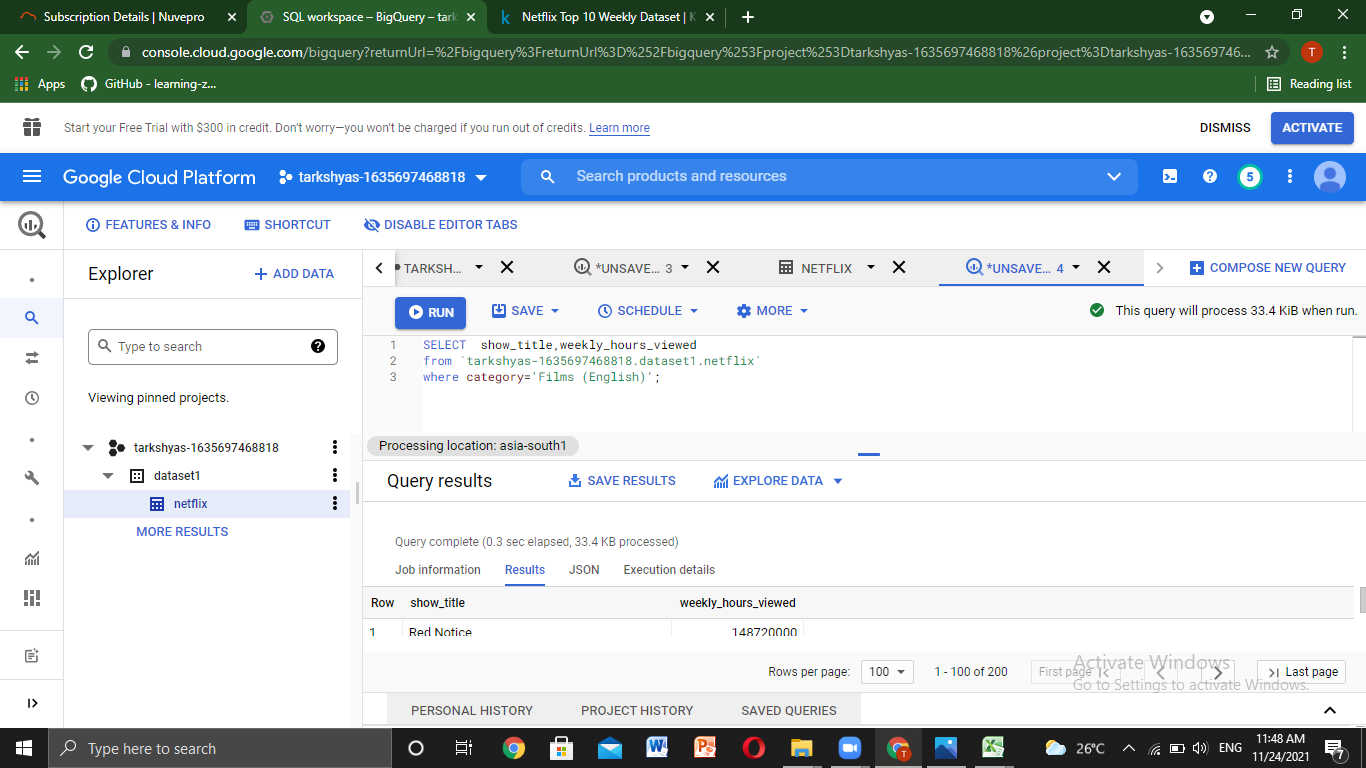 Subscription Details | Nuvepro
SQL workspace – BigQuery – tark
Netflix Top 10 Weekly Dataset | K
console.cloud.google.com/bigquery?returnUrl=%2Fbigquery%3FreturnUrl%3D%252Fbigquery%253Fproject%253Dtarkshyas-1635697468818%26project%3Dtarkshyas-163569746...
T
Apps
GitHub - learning-z...
Reading list
Start your Free Trial with $300 in credit. Don't worry—you won't be charged if you run out of credits. Learn more
DISMISS
ACTIVATE
Google Cloud Platform
tarkshyas-1635697468818
Search products and resources
5
FEATURES & INFO
SHORTCUT
DISABLE EDITOR TABS
Explorer
+ ADD DATA
TARKSH...
*UNSAVE... 3
NETFLIX
*UNSAVE... 4
COMPOSE NEW QUERY
RUN
SAVE
SCHEDULE
MORE
This query will process 33.4 KiB when run.
Type to search
Viewing pinned projects.
tarkshyas-1635697468818
dataset1
netflix
MORE RESULTS
1 SELECT show_title,weekly_hours_viewed
2 from `tarkshyas-1635697468818.dataset1.netflix`
3 where category='Films (English)';
Processing location: asia-south1
Query results
SAVE RESULTS
EXPLORE DATA
Query complete (0.3 sec elapsed, 33.4 KB processed)
Job information
Results
JSON
Execution details
Row show_title weekly_hours_viewed
1 Red Notice 148720000
Rows per page: 100
1 - 100 of 200
First page
Last page
Activate Windows
Go to Settings to activate Windows.
PERSONAL HISTORY
PROJECT HISTORY
SAVED QUERIES
Type here to search
26°C
ENG
11:48 AM
11/24/2021
7